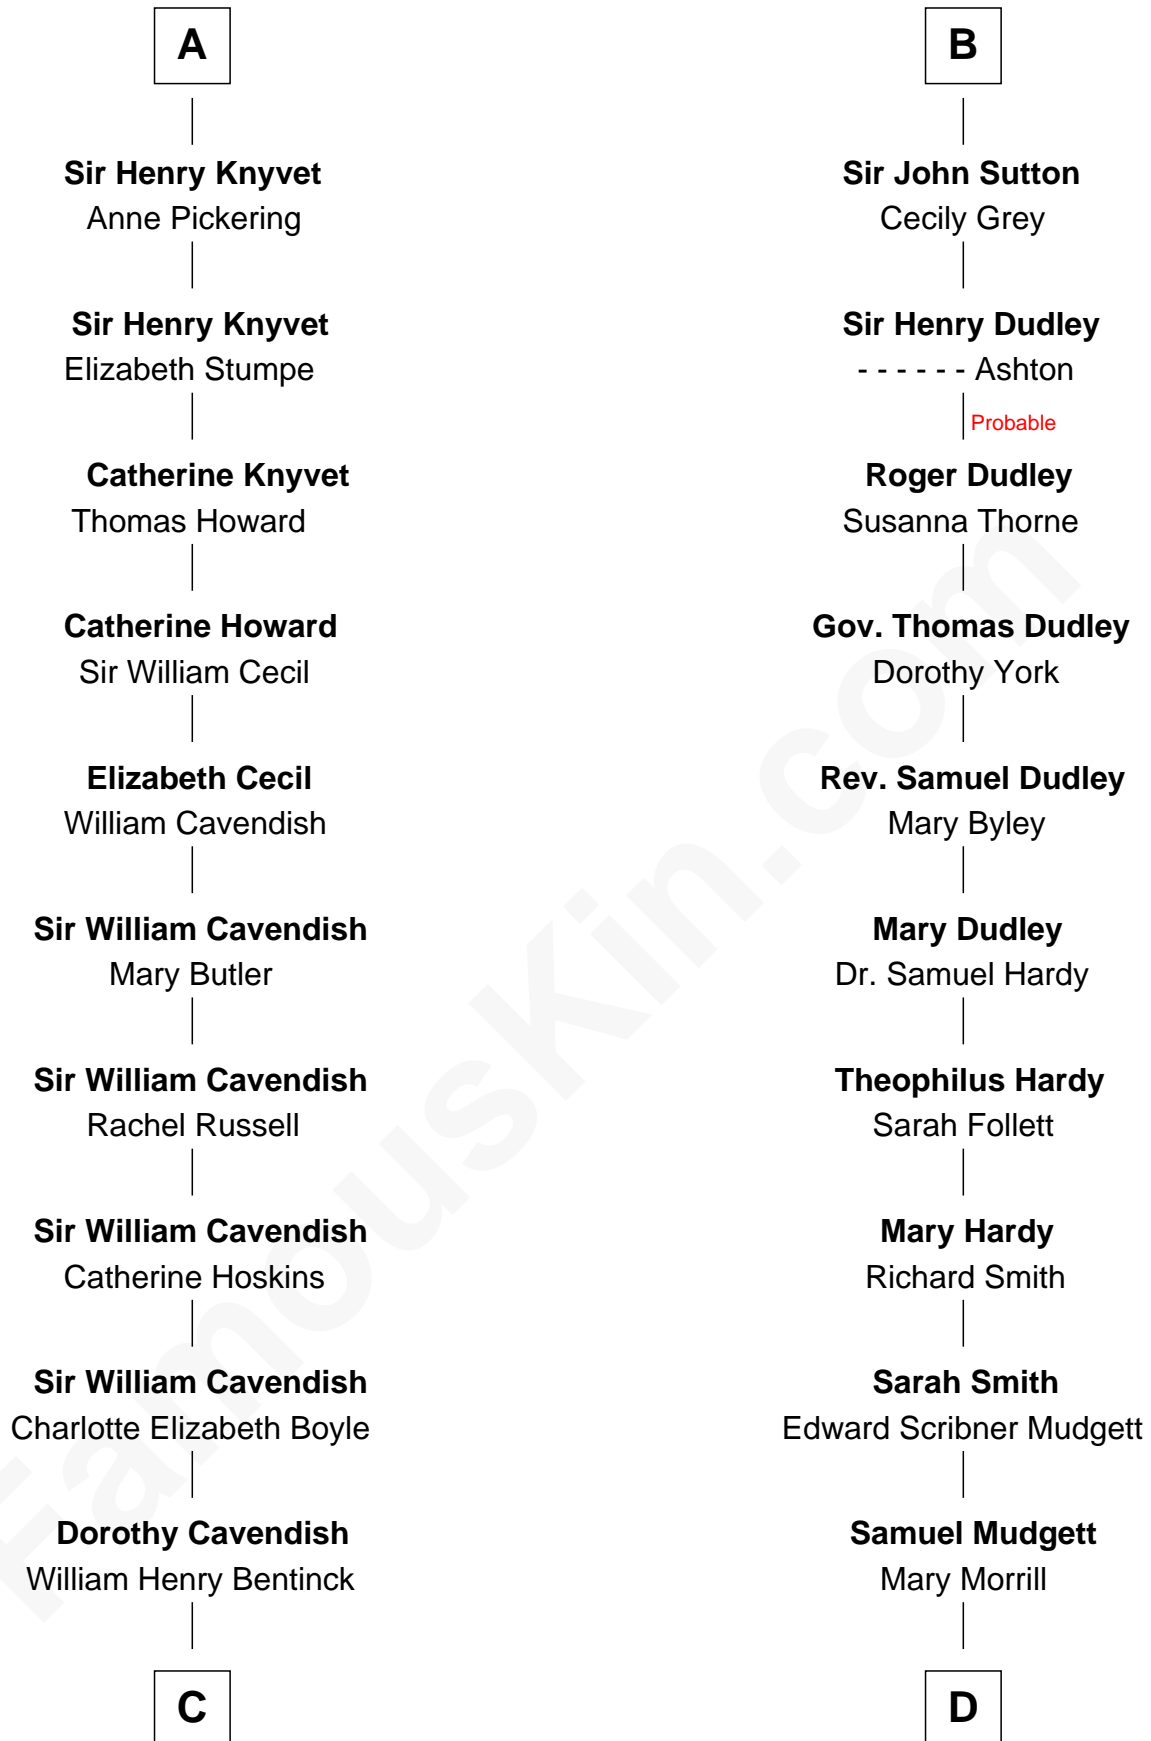 A
Sir Henry Knyvet
Anne Pickering
Sir Henry Knyvet
Elizabeth Stumpe
Catherine Knyvet
Thomas Howard
Catherine Howard
Sir William Cecil
Elizabeth Cecil
William Cavendish
Sir William Cavendish
Mary Butler
Sir William Cavendish
Rachel Russell
Sir William Cavendish
Catherine Hoskins
Sir William Cavendish
Charlotte Elizabeth Boyle
Dorothy Cavendish
William Henry Bentinck
C
B
Sir John Sutton
Cecily Grey
Sir Henry Dudley
- - - - - - Ashton
Probable
Roger Dudley
Susanna Thorne
Gov. Thomas Dudley
Dorothy York
Rev. Samuel Dudley
Mary Byley
Mary Dudley
Dr. Samuel Hardy
Theophilus Hardy
Sarah Follett
Mary Hardy
Richard Smith
Sarah Smith
Edward Scribner Mudgett
Samuel Mudgett
Mary Morrill
D
FamousKin.com